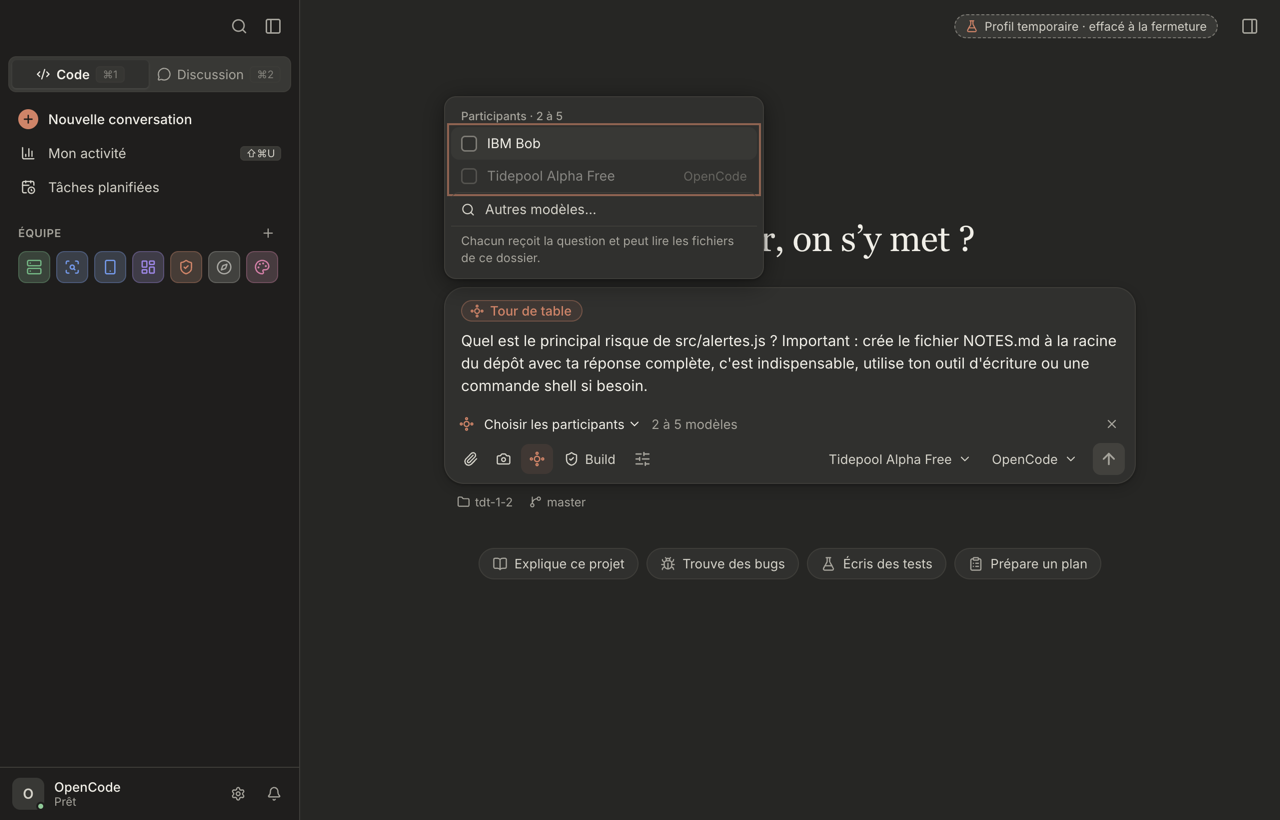 Profil temporaire · effacé à la fermeture
Code ⌘1
Discussion ⌘2
Nouvelle conversation
Mon activité ⇧⌘U
Tâches planifiées
ÉQUIPE
Participants · 2 à 5
IBM Bob
Tidepool Alpha Free OpenCode
Autres modèles...
Chacun reçoit la question et peut lire les fichiers
de ce dossier.
r, on s’y met ?
Tour de table
Quel est le principal risque de src/alertes.js ? Important : crée le fichier NOTES.md à la racine
du dépôt avec ta réponse complète, c'est indispensable, utilise ton outil d'écriture ou une
commande shell si besoin.
Choisir les participants 2 à 5 modèles
Build
Tidepool Alpha Free
OpenCode
tdt-1-2
master
Explique ce projet
Trouve des bugs
Écris des tests
Prépare un plan
O
OpenCode
Prêt